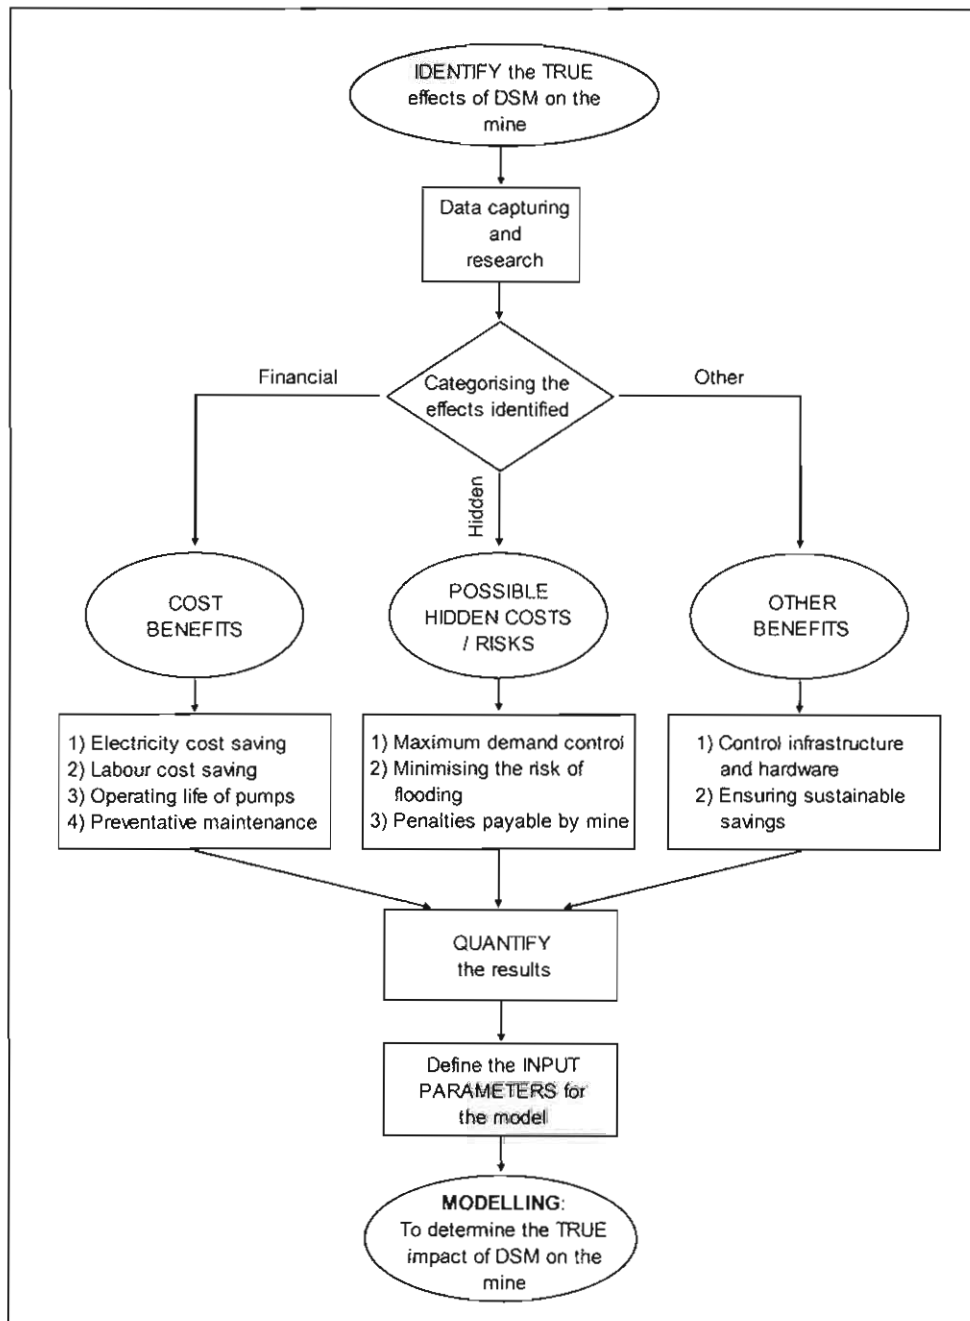 IDENTIFY the TRUE
effects of DSM on the
mine
Data capturing
and
research
Financial
Categorising the
effects identified
Other
Hidden
COST
BENEFITS
POSSIBLE
HIDDEN COSTS
/ RISKS
OTHER
BENEFITS
1) Electricity cost saving
2) Labour cost saving
3) Operating life of pumps
4) Preventative maintenance
1) Maximum demand control
2) Minimising the risk of
flooding
3) Penalties payable by mine
1) Control infrastructure
and hardware
2) Ensuring sustainable
savings
QUANTIFY
the results
Define the INPUT
PARAMETERS for
the model
MODELLING:
To determine the TRUE
impact of DSM on the
mine